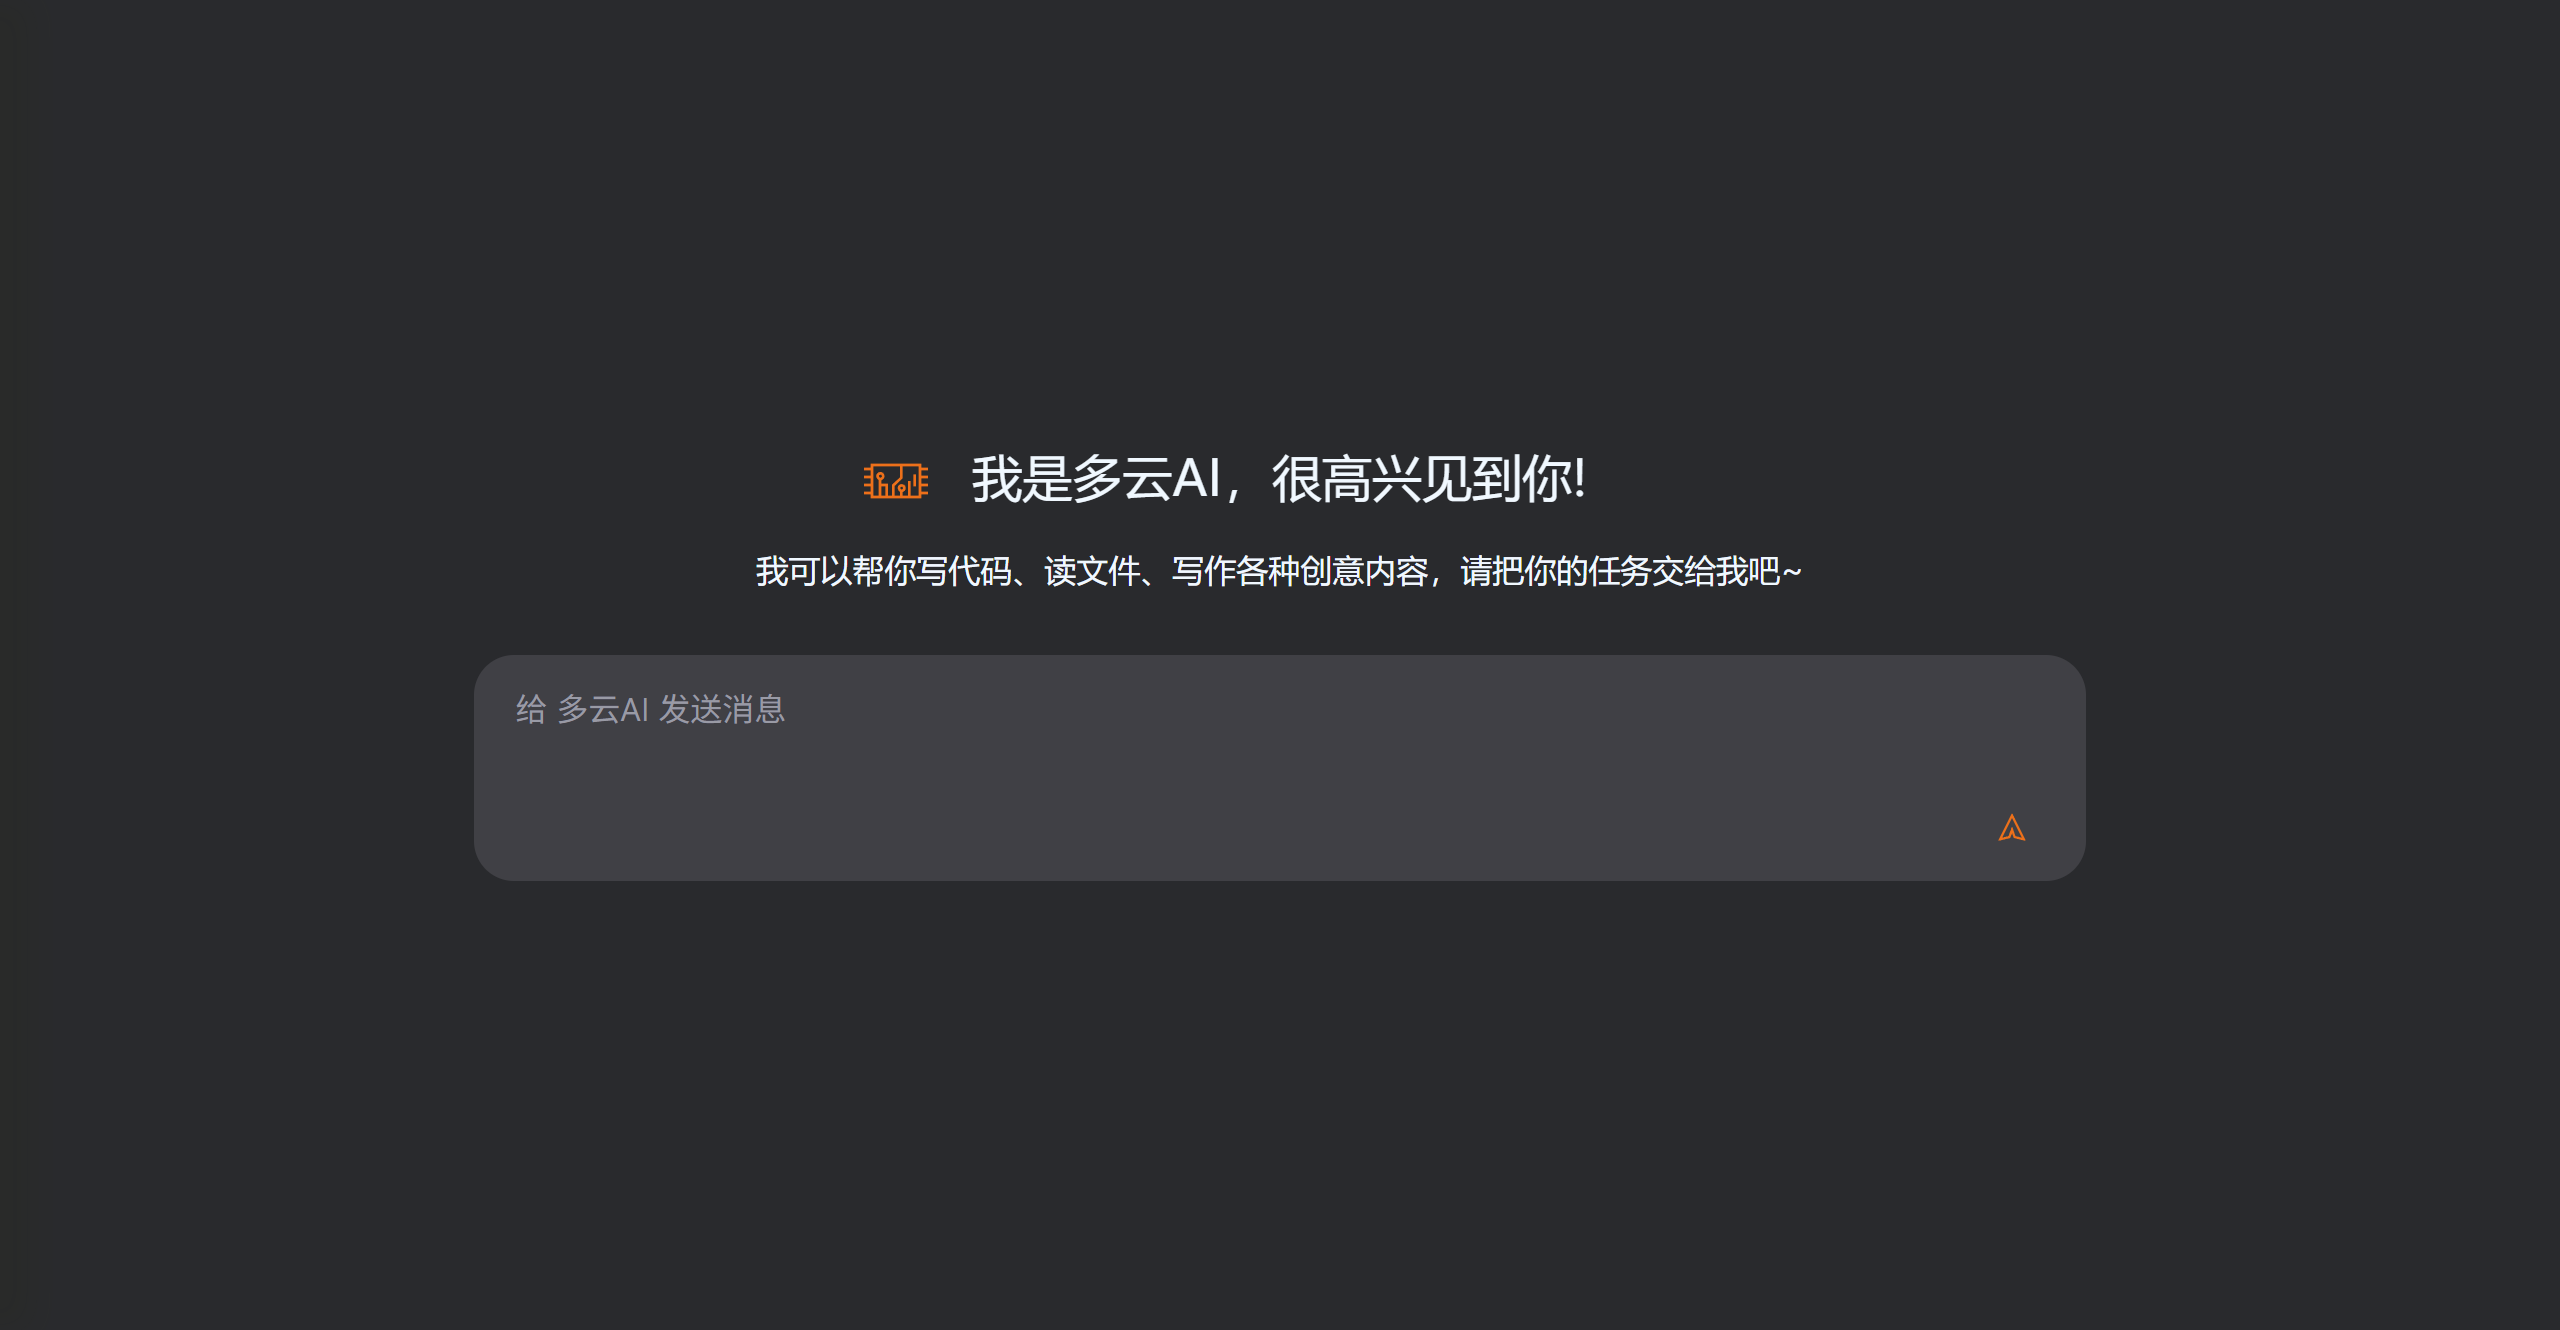 我是多云AI，很高兴见到你!
我可以帮你写代码、读文件、写作各种创意内容，请把你的任务交给我吧~
给 多云AI 发送消息